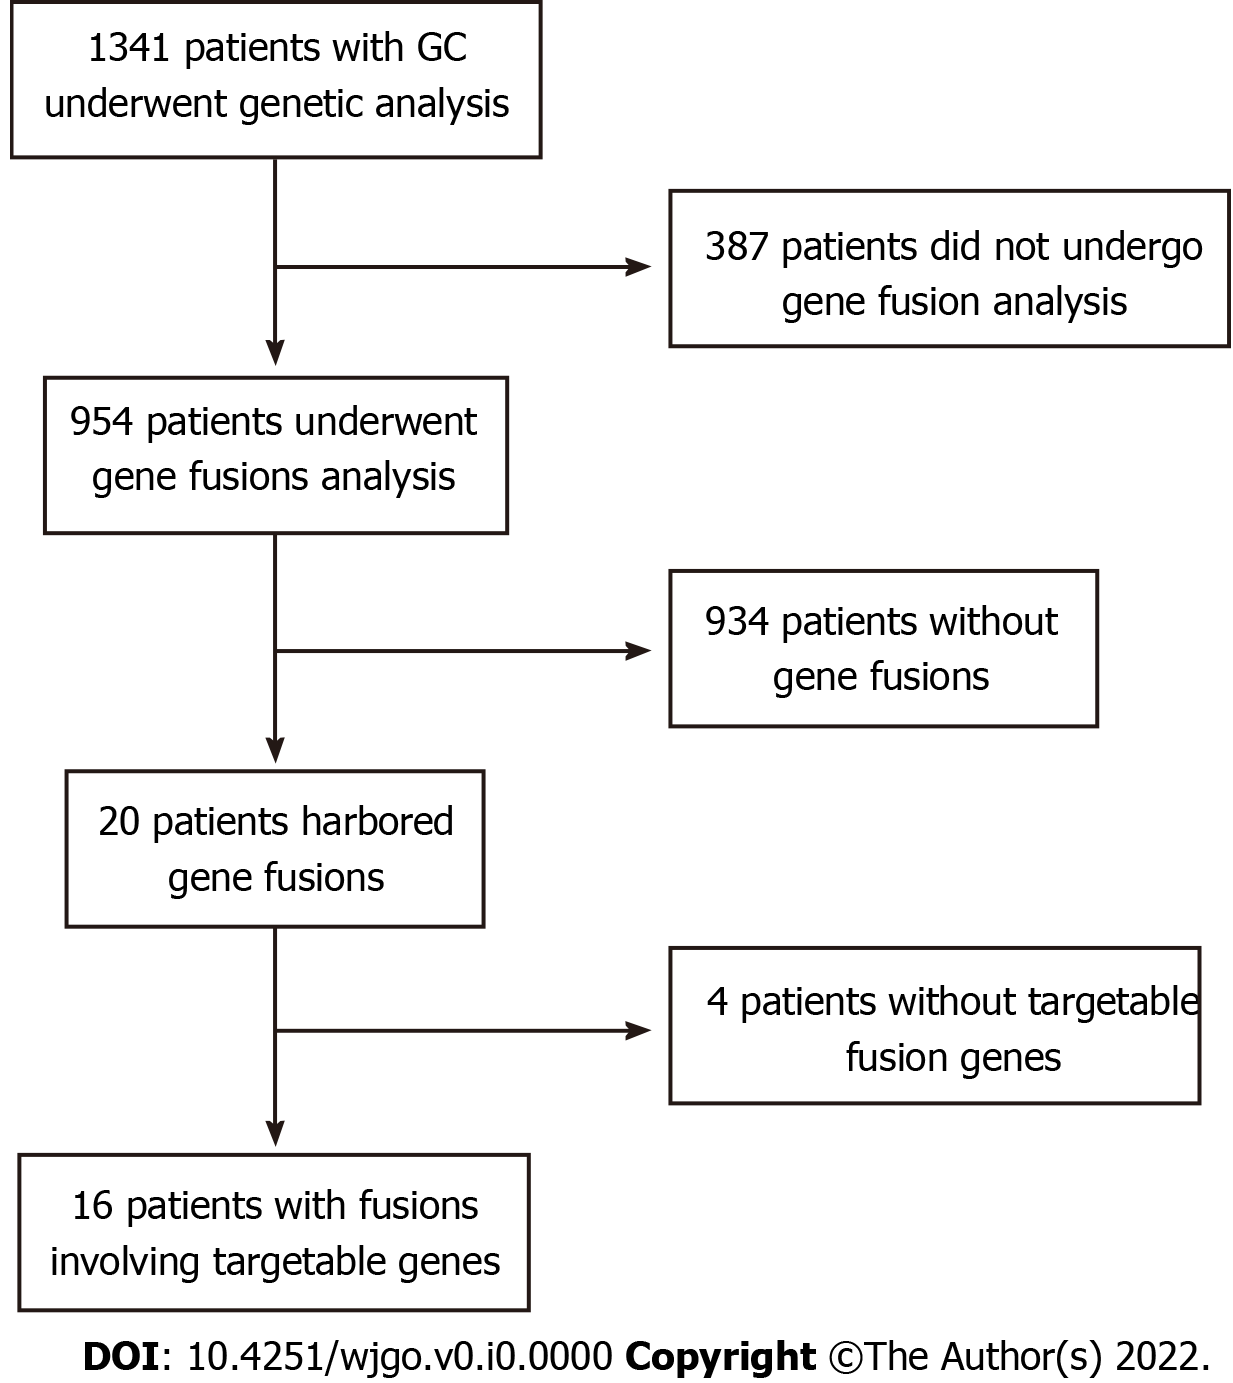 1341 patients with GC
underwent genetic analysis
387 patients did not undergo
gene fusion analysis
954 patients underwent
gene fusions analysis
934 patients without
gene fusions
20 patients harbored
gene fusions
4 patients without targetable
fusion genes
16 patients with fusions
involving targetable genes
DOI: 10.4251/wjgo.v0.i0.0000 Copyright ©The Author(s) 2022.